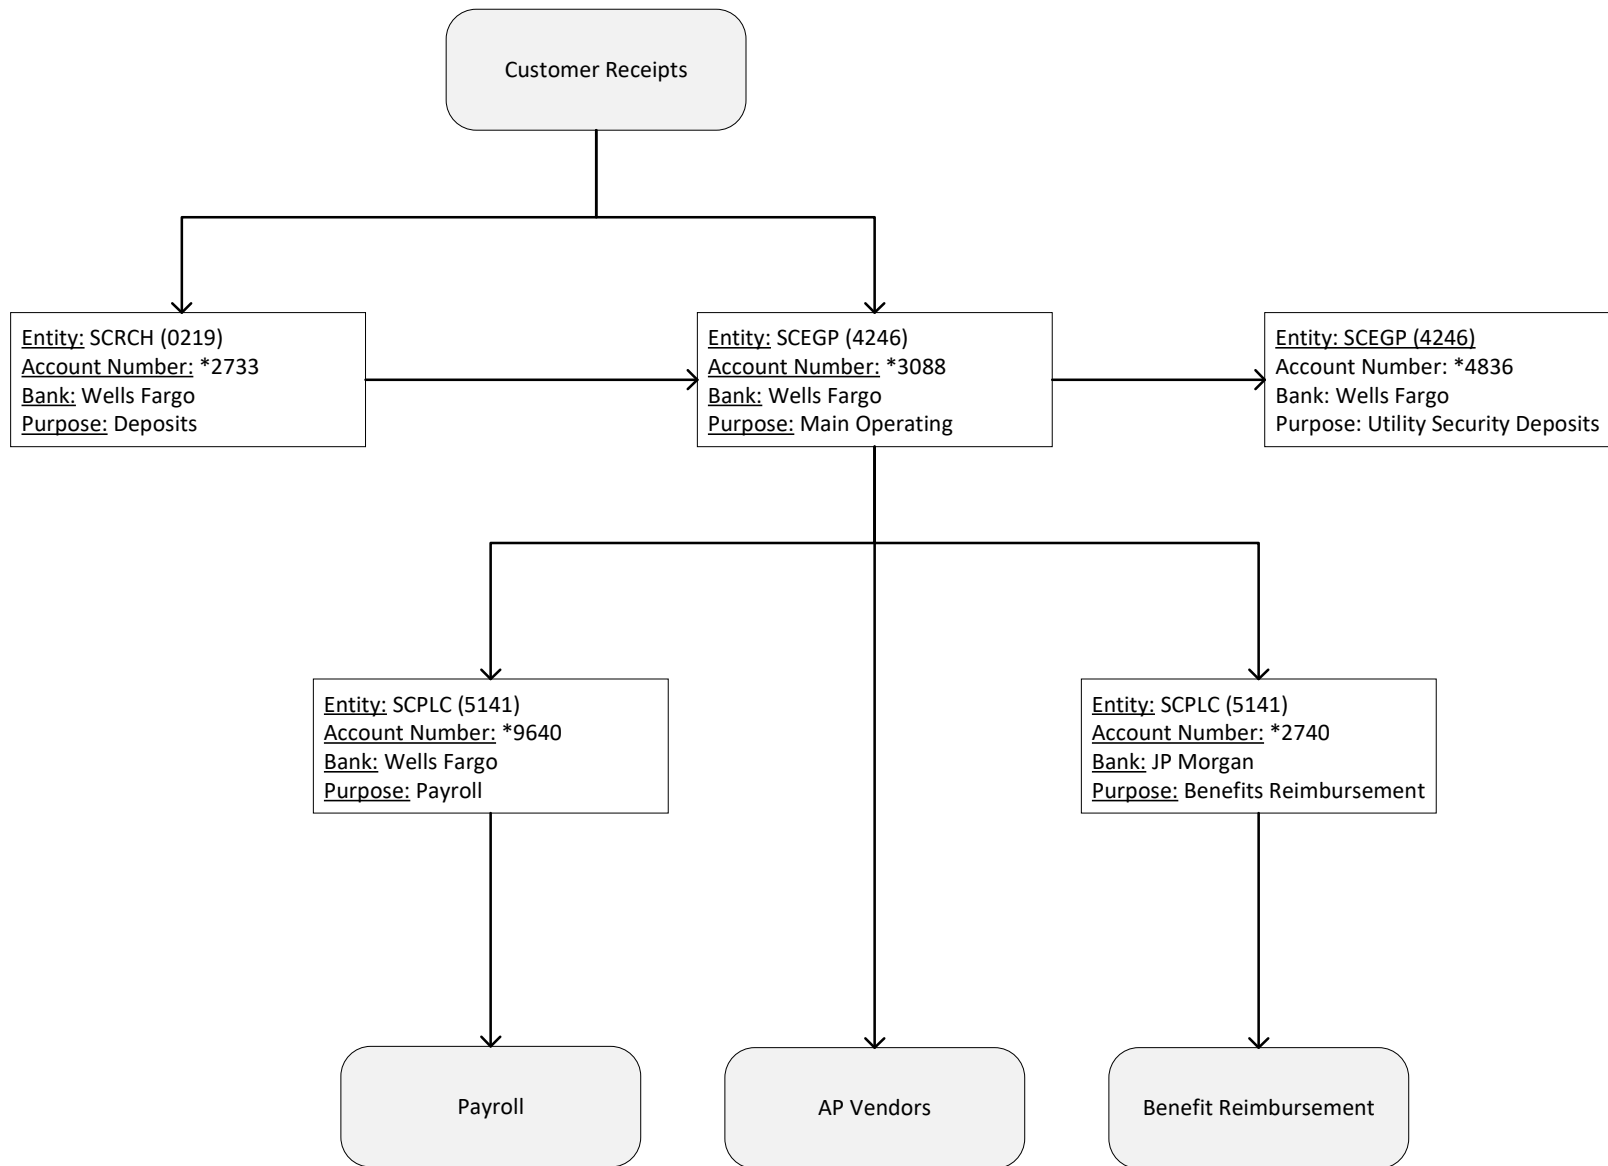 Customer Receipts
Entity: SCRCH (0219)
Account Number: *2733
Bank: Wells Fargo
Purpose: Deposits
Entity: SCEGP (4246)
Account Number: *3088
Bank: Wells Fargo
Purpose: Main Operating
Entity: SCEGP (4246)
Account Number: *4836
Bank: Wells Fargo
Purpose: Utility Security Deposits
Entity: SCPLC (5141)
Account Number: *9640
Bank: Wells Fargo
Purpose: Payroll
Entity: SCPLC (5141)
Account Number: *2740
Bank: JP Morgan
Purpose: Benefits Reimbursement
Payroll
AP Vendors
Benefit Reimbursement